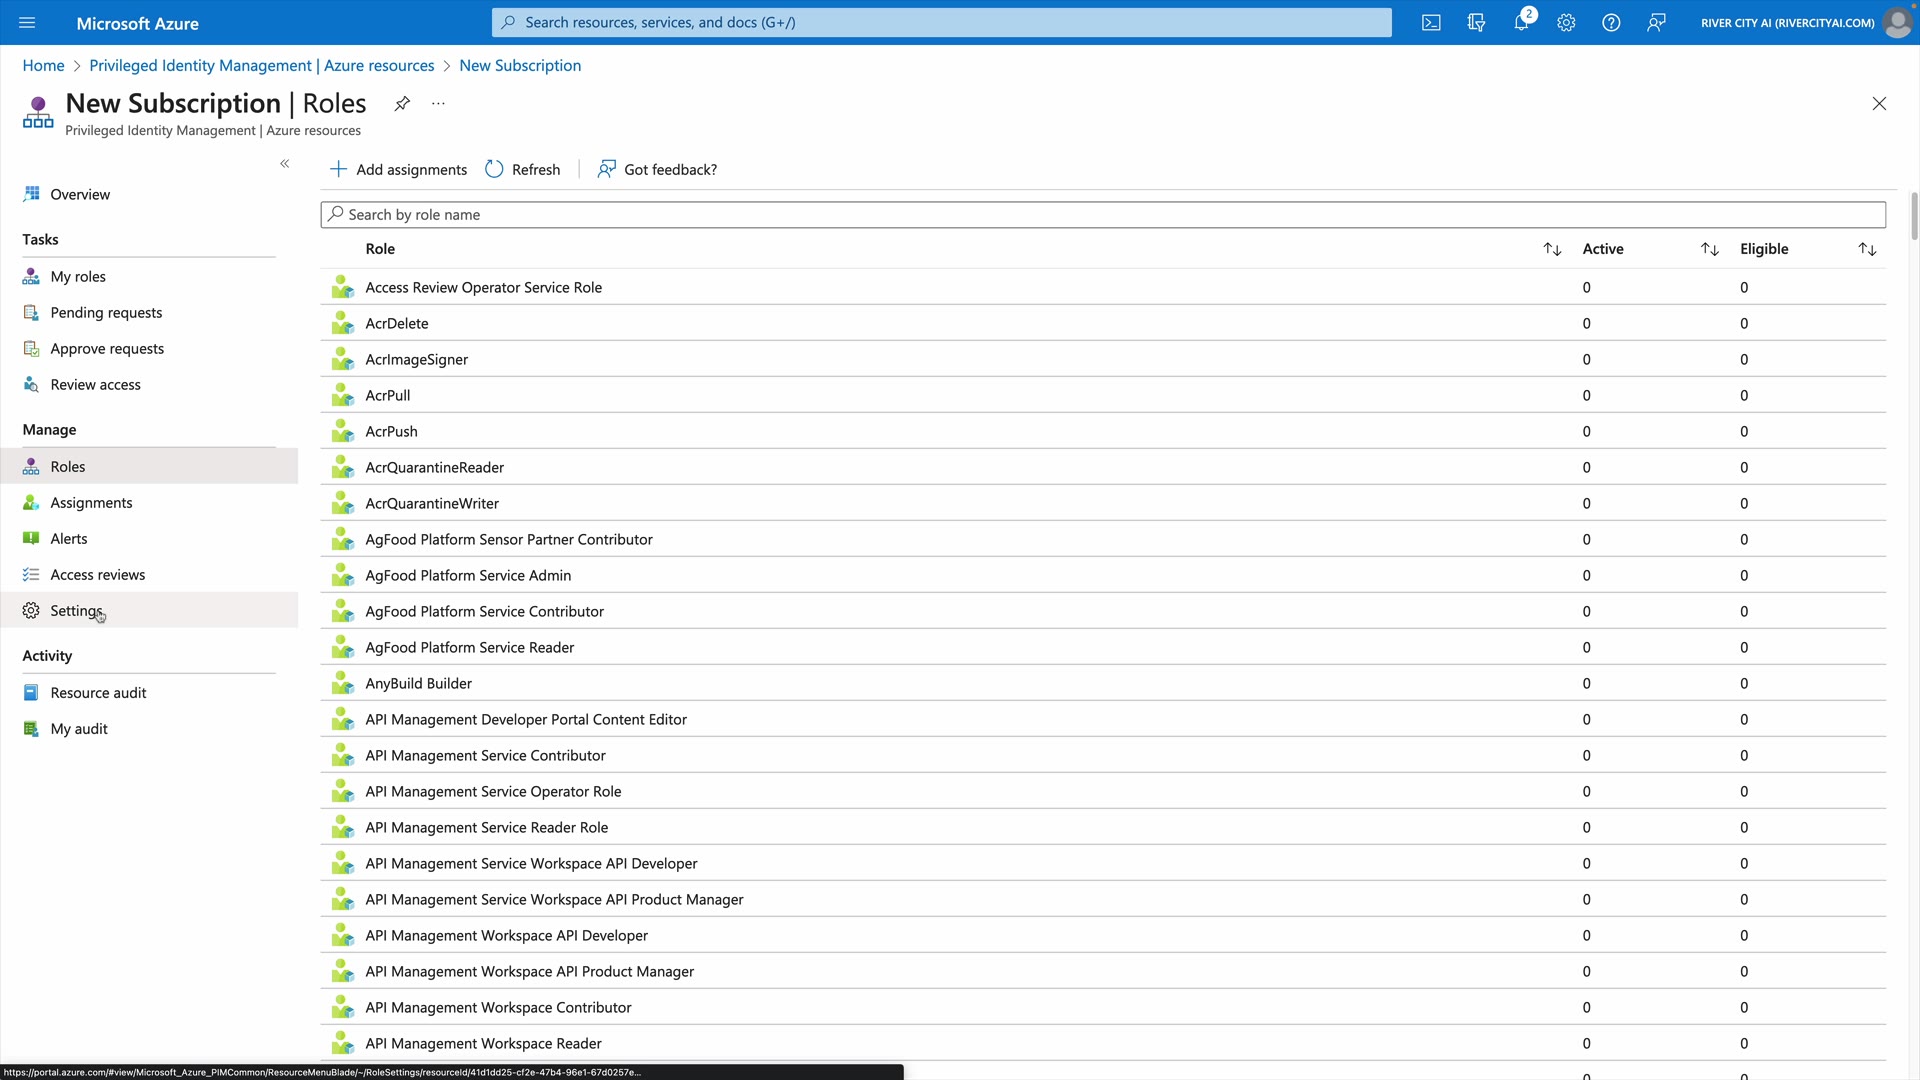 Microsoft Azure
Search resources, services, and docs (G+/)
2
RIVER CITY AI (RIVERCITYAI.COM)
Home > Privileged Identity Management | Azure resources > New Subscription
New Subscription | Roles
...
Privileged Identity Management | Azure resources
«
Add assignments
Refresh
Got feedback?
Overview
Tasks
My roles
Pending requests
Approve requests
Review access
Manage
Roles
Assignments
Alerts
Access reviews
Settings
Activity
Resource audit
My audit
Search by role name
Role Active Eligible
Access Review Operator Service Role 0 0
AcrDelete 0 0
AcrImageSigner 0 0
AcrPull 0 0
AcrPush 0 0
AcrQuarantineReader 0 0
AcrQuarantineWriter 0 0
AgFood Platform Sensor Partner Contributor 0 0
AgFood Platform Service Admin 0 0
AgFood Platform Service Contributor 0 0
AgFood Platform Service Reader 0 0
AnyBuild Builder 0 0
API Management Developer Portal Content Editor 0 0
API Management Service Contributor 0 0
API Management Service Operator Role 0 0
API Management Service Reader Role 0 0
API Management Service Workspace API Developer 0 0
API Management Service Workspace API Product Manager 0 0
API Management Workspace API Developer 0 0
API Management Workspace API Product Manager 0 0
API Management Workspace Contributor 0 0
API Management Workspace Reader 0 0
https://portal.azure.com/#view/Microsoft_Azure_PIMCommon/ResourceMenuBlade/~/RoleSettings/resourceId/41d1dd25-cf2e-47b4-96e1-67d0257e...